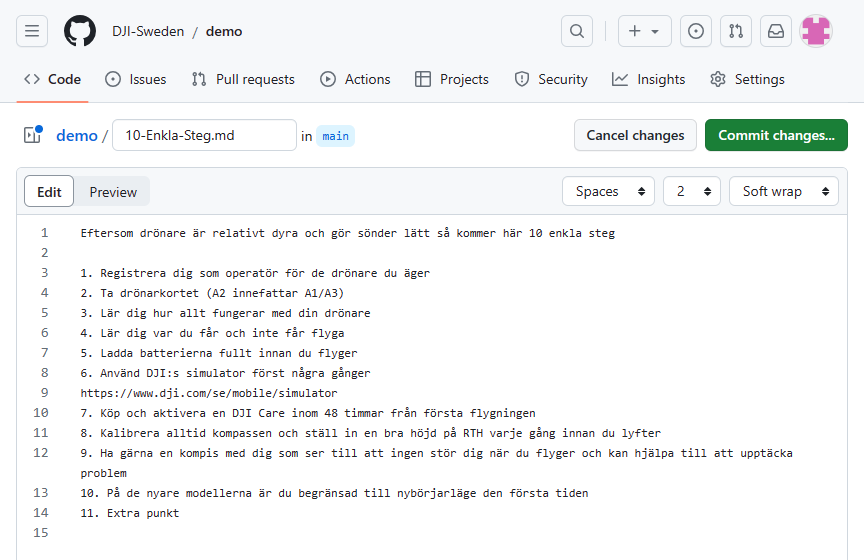 DJI-Sweden / demo
Code Issues Pull requests Actions Projects Security Insights Settings
demo / 10-Enkla-Steg.md in main Cancel changes Commit changes...
Edit Preview Spaces 2 Soft wrap
1 Eftersom drönare är relativt dyra och gör sönder lätt så kommer här 10 enkla steg
2
3 1. Registrera dig som operatör för de drönare du äger
4 2. Ta drönarkortet (A2 innefattar A1/A3)
5 3. Lär dig hur allt fungerar med din drönare
6 4. Lär dig var du får och inte får flyga
7 5. Ladda batterierna fullt innan du flyger
8 6. Använd DJI:s simulator först några gånger
9 https://www.dji.com/se/mobile/simulator
10 7. Köp och aktivera en DJI Care inom 48 timmar från första flygningen
11 8. Kalibrera alltid kompassen och ställ in en bra höjd på RTH varje gång innan du lyfter
12 9. Ha gärna en kompis med dig som ser till att ingen stör dig när du flyger och kan hjälpa till att upptäcka
problem
13 10. På de nyare modellerna är du begränsad till nybörjarläge den första tiden
14 11. Extra punkt
15